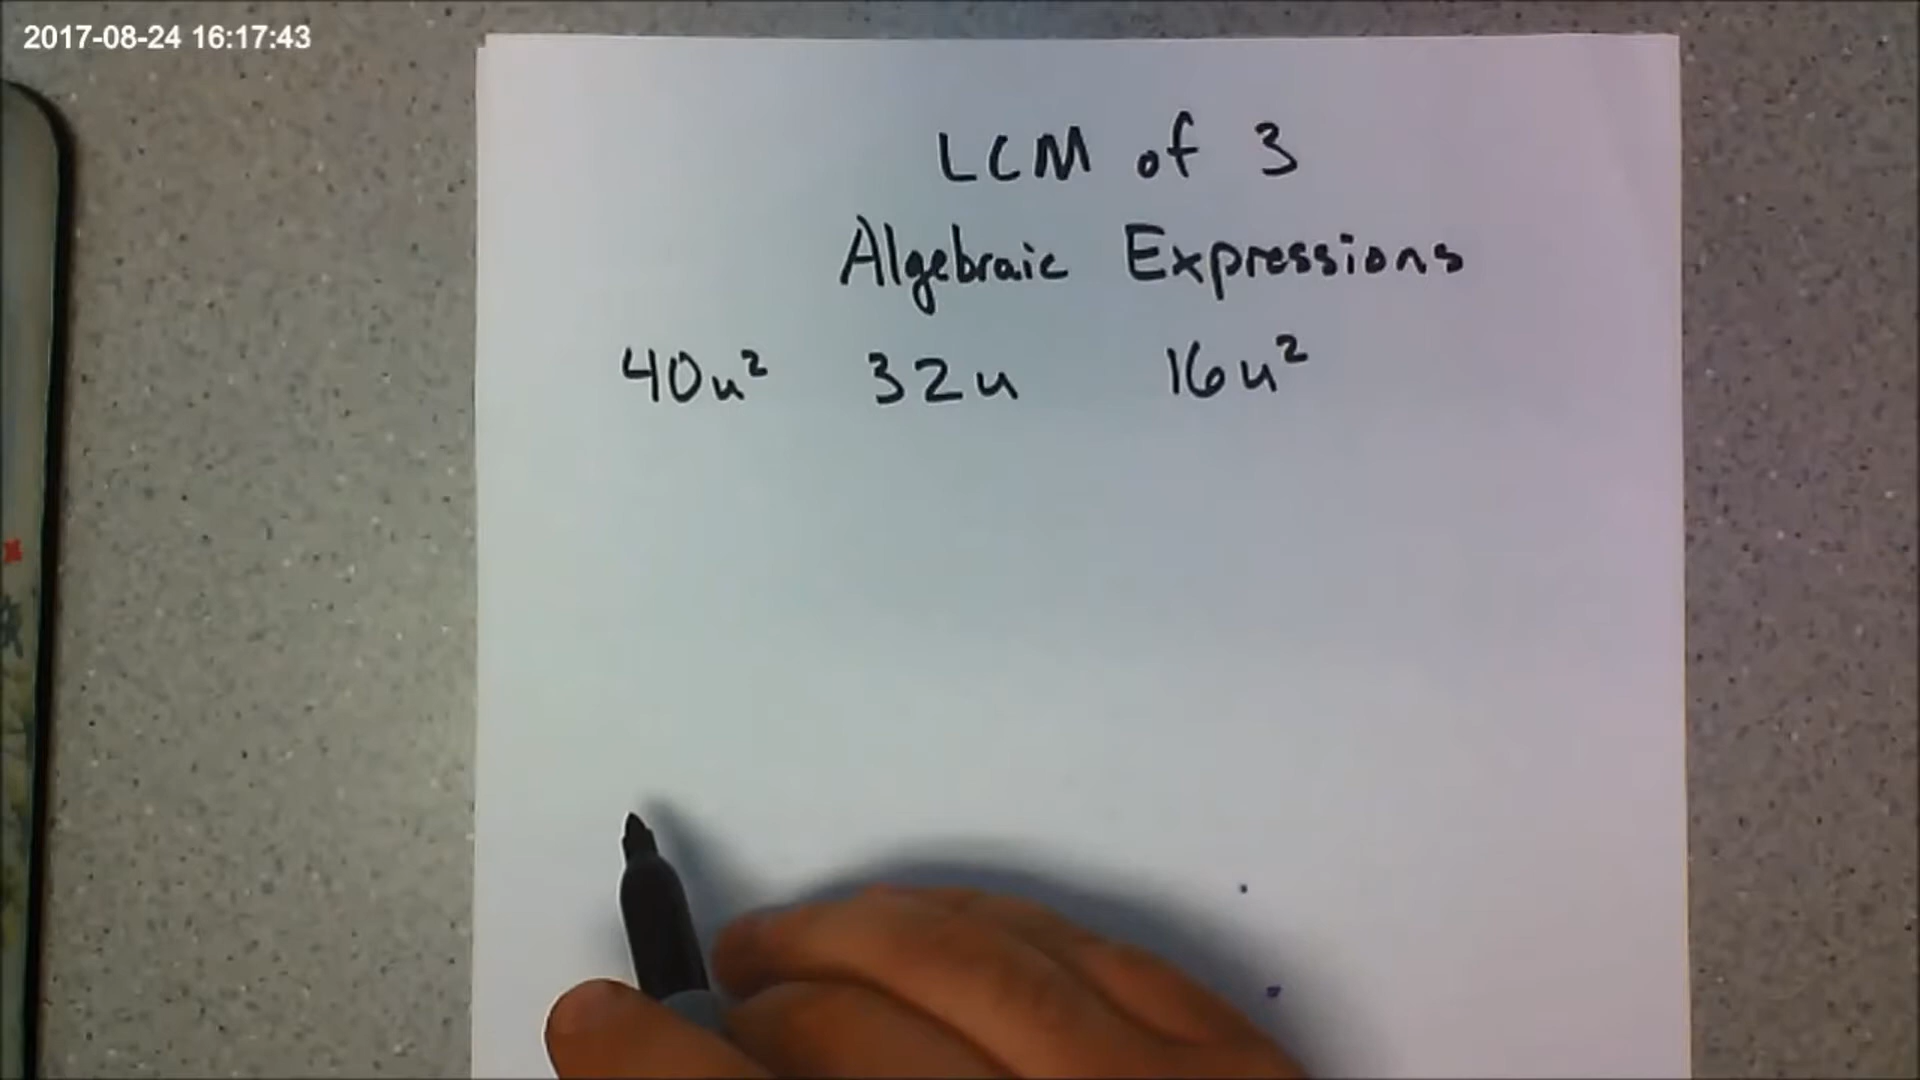 2017-08-24 16:17:43
LCM of 3
Algebraic Expressions
40u² 32u 16u²